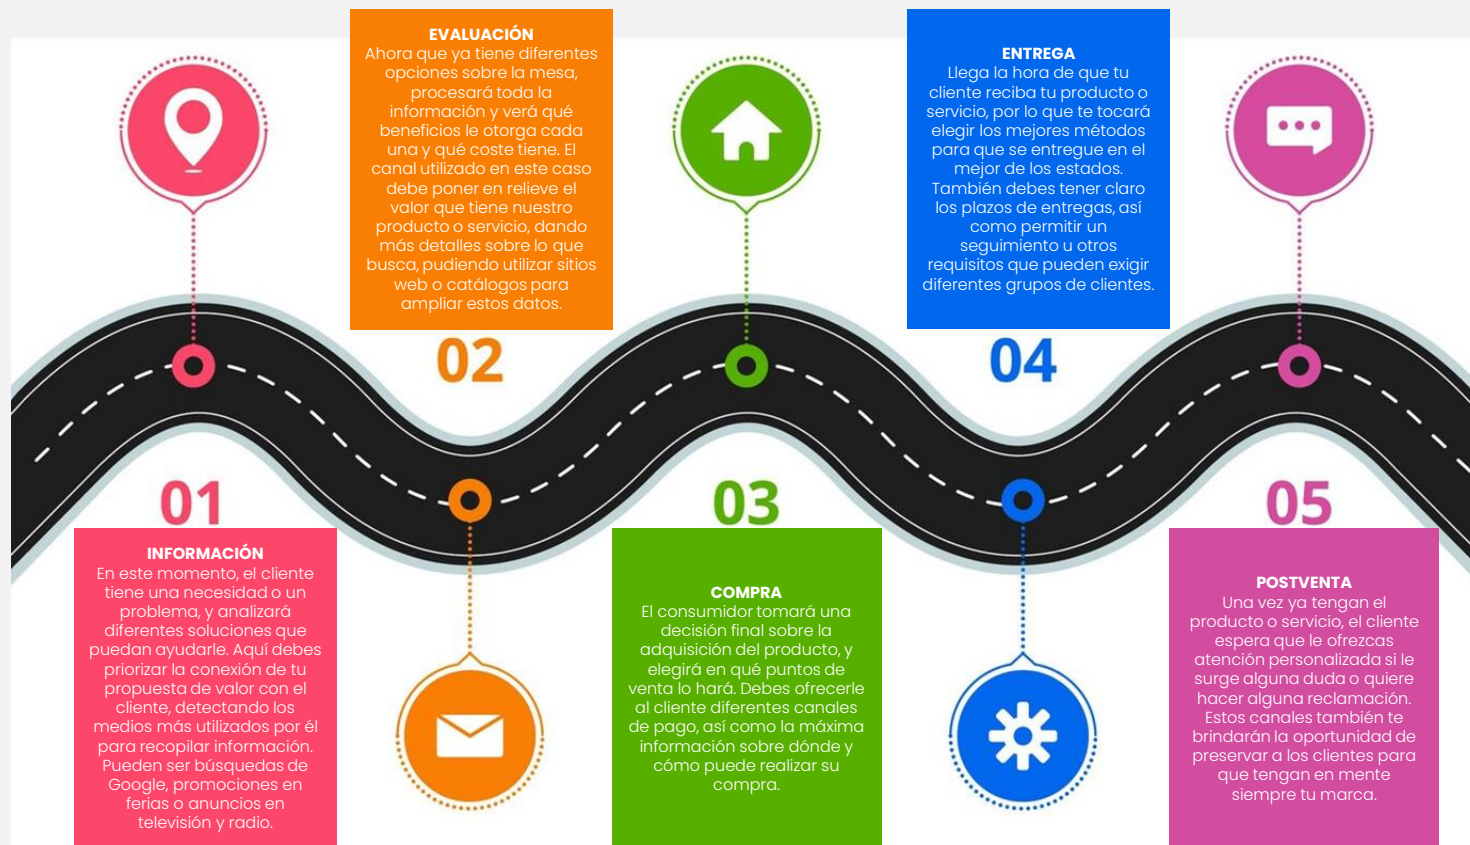 01
INFORMACIÓN
En este momento, el cliente
tiene una necesidad o un
problema, y analizará
diferentes soluciones que
puedan ayudarle. Aquí debes
priorizar la conexión de tu
propuesta de valor con el
cliente, detectando los
medios más utilizados por él
para recopilar información.
Pueden ser búsquedas de
Google, promociones en
ferias o anuncios en
televisión y radio.
EVALUACIÓN
Ahora que ya tiene diferentes
opciones sobre la mesa,
procesará toda la
información y verá qué
beneficios le otorga cada
una y qué coste tiene. El
canal utilizado en este caso
debe poner en relieve el
valor que tiene nuestro
producto o servicio, dando
más detalles sobre lo que
busca, pudiendo utilizar sitios
web o catálogos para
ampliar estos datos.
02
03
COMPRA
El consumidor tomará una
decisión final sobre la
adquisición del producto, y
elegirá en qué puntos de
venta lo hará. Debes ofrecerle
al cliente diferentes canales
de pago, así como la máxima
información sobre dónde y
cómo puede realizar su
compra.
ENTREGA
Llega la hora de que tu
cliente reciba tu producto o
servicio, por lo que te tocará
elegir los mejores métodos
para que se entregue en el
mejor de los estados.
También debes tener claro
los plazos de entregas, así
como permitir un
seguimiento u otros
requisitos que pueden exigir
diferentes grupos de clientes.
04
05
POSTVENTA
Una vez ya tengan el
producto o servicio, el cliente
espera que le ofrezcas
atención personalizada si le
surge alguna duda o quiere
hacer alguna reclamación.
Estos canales también te
brindarán la oportunidad de
preservar a los clientes para
que tengan en mente
siempre tu marca.